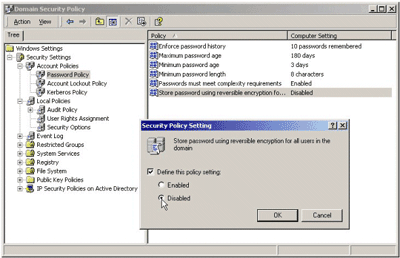 Domain Security Policy
Action View
Tree
Windows Settings
Security Settings
Account Policies
Password Policy
Account Lockout Policy
Kerberos Policy
Local Policies
Audit Policy
User Rights Assignment
Security Options
Event Log
Restricted Groups
System Services
Registry
File System
Public Key Policies
IP Security Policies on Active Directory
Policy Computer Setting
Enforce password history 10 passwords remembered
Maximum password age 180 days
Minimum password age 3 days
Minimum password length 8 characters
Passwords must meet complexity requirements Enabled
Store password using reversible encryption fo... Disabled
Security Policy Setting
Store password using reversible encryption for all users in the
domain
Define this policy setting:
Enabled
Disabled
OK Cancel